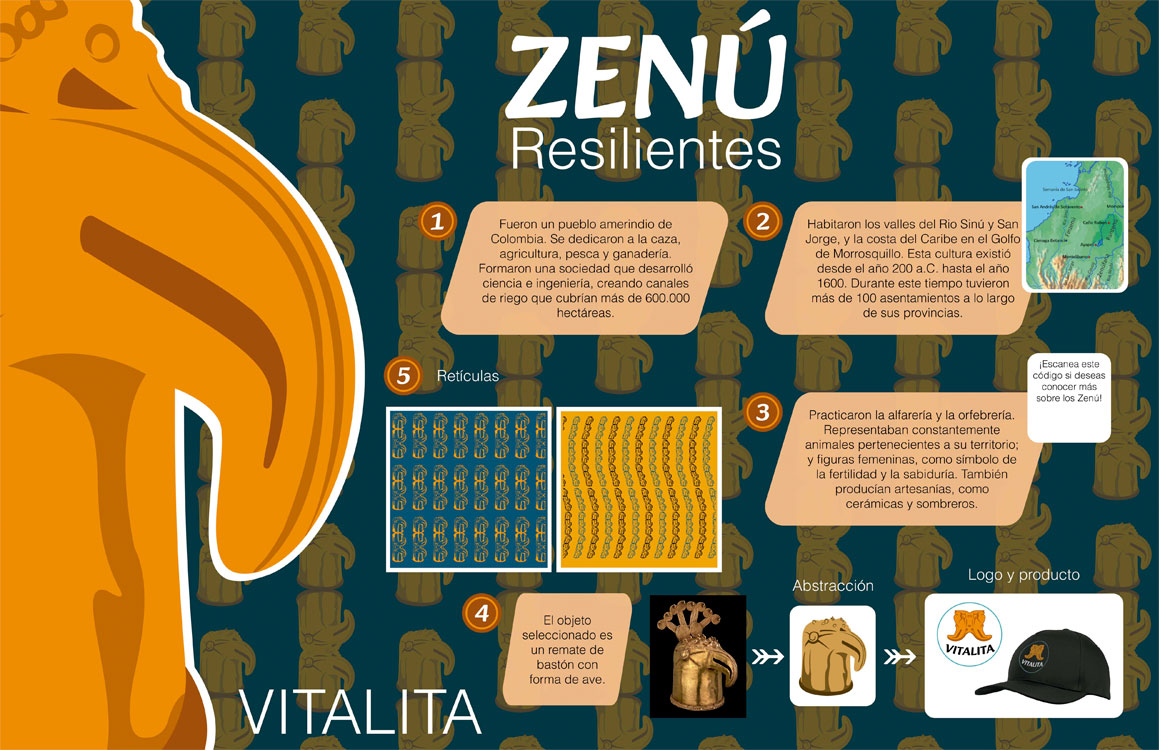 ZENÚ
Resilientes
1
Fueron un pueblo amerindio de
Colombia. Se dedicaron a la caza,
agricultura, pesca y ganadería.
Formaron una sociedad que desarrolló
ciencia e ingeniería, creando canales
de riego que cubrían más de 600.000
hectáreas.
2
Habitaron los valles del Río Sinú y San
Jorge, y la costa del Caribe en el Golfo
de Morrosquillo. Esta cultura existió
desde el año 200 a.C. hasta el año
1600. Durante este tiempo tuvieron
más de 100 asentamientos a lo largo
de sus provincias.
San Andrés de Sotavento
¡Escanea este
código si deseas
conocer más
sobre los Zenú!
3
Practicaron la alfarería y la orfebrería.
Representaban constantemente
animales pertenecientes a su territorio;
y figuras femeninas, como símbolo de
la fertilidad y la sabiduría. También
producían artesanías, como
cerámicas y sombreros.
5
Retículas
4
El objeto
seleccionado es
un remate de
bastón con
forma de ave.
Abstracción
Logo y producto
VITALITA
VITALITA
VITALITA